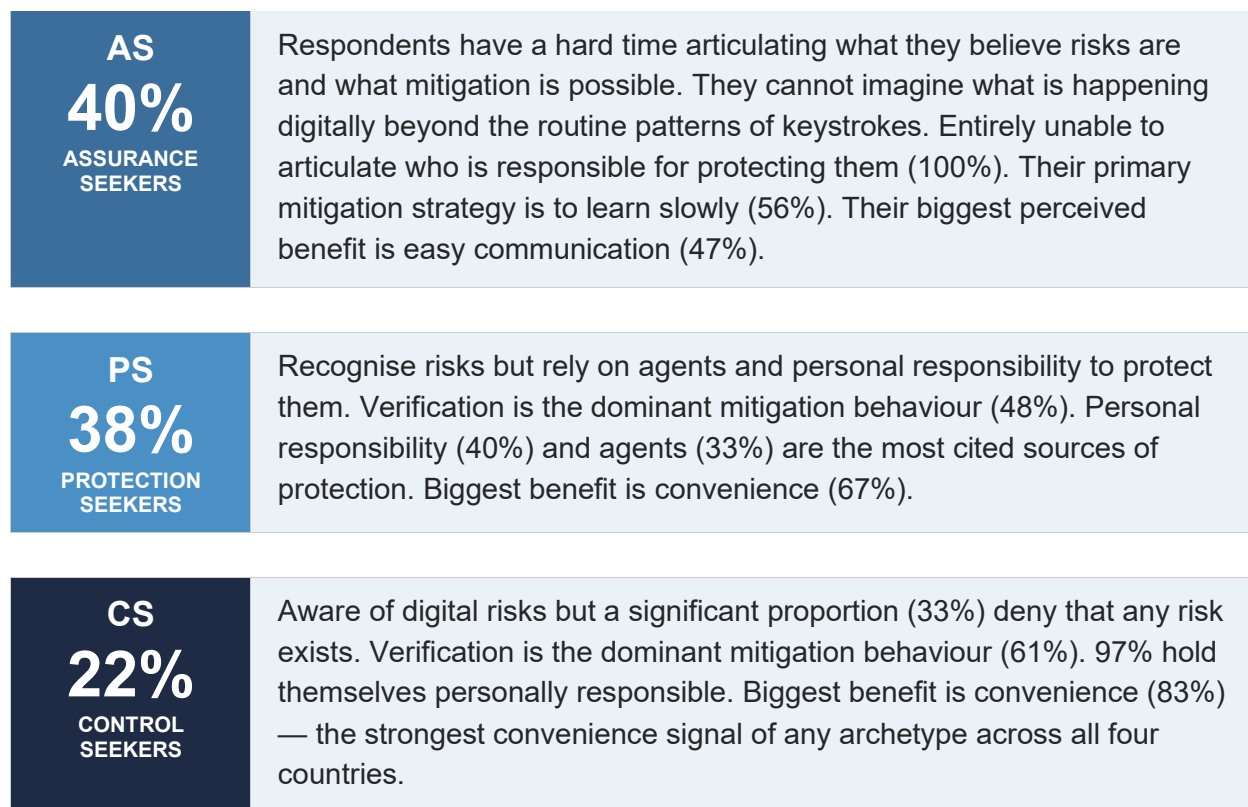 AS
40%
ASSURANCE
SEEKERS
Respondents have a hard time articulating what they believe risks are
and what mitigation is possible. They cannot imagine what is happening
digitally beyond the routine patterns of keystrokes. Entirely unable to
articulate who is responsible for protecting them (100%). Their primary
mitigation strategy is to learn slowly (56%). Their biggest perceived
benefit is easy communication (47%).
PS
38%
PROTECTION
SEEKERS
Recognise risks but rely on agents and personal responsibility to protect
them. Verification is the dominant mitigation behaviour (48%). Personal
responsibility (40%) and agents (33%) are the most cited sources of
protection. Biggest benefit is convenience (67%).
CS
22%
CONTROL
SEEKERS
Aware of digital risks but a significant proportion (33%) deny that any risk
exists. Verification is the dominant mitigation behaviour (61%). 97% hold
themselves personally responsible. Biggest benefit is convenience (83%)
— the strongest convenience signal of any archetype across all four
countries.